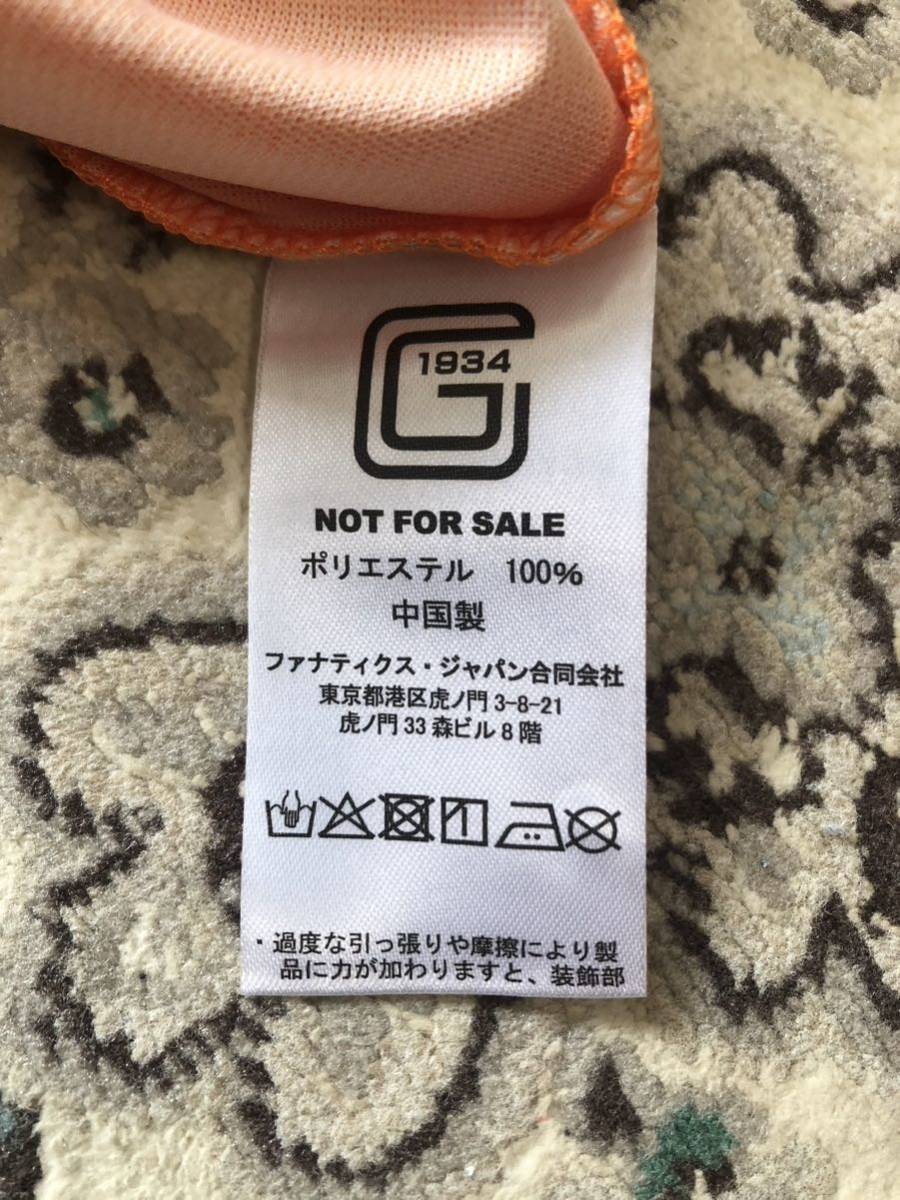 1934
G
NOT FOR SALE
ポリエステル 100%
中国製
ファナティクス・ジャパン合同会社
東京都港区虎ノ門3-8-21
虎ノ門33森ビル8階
・過度な引っ張りや摩擦により製
品に力が加わりますと、装飾部